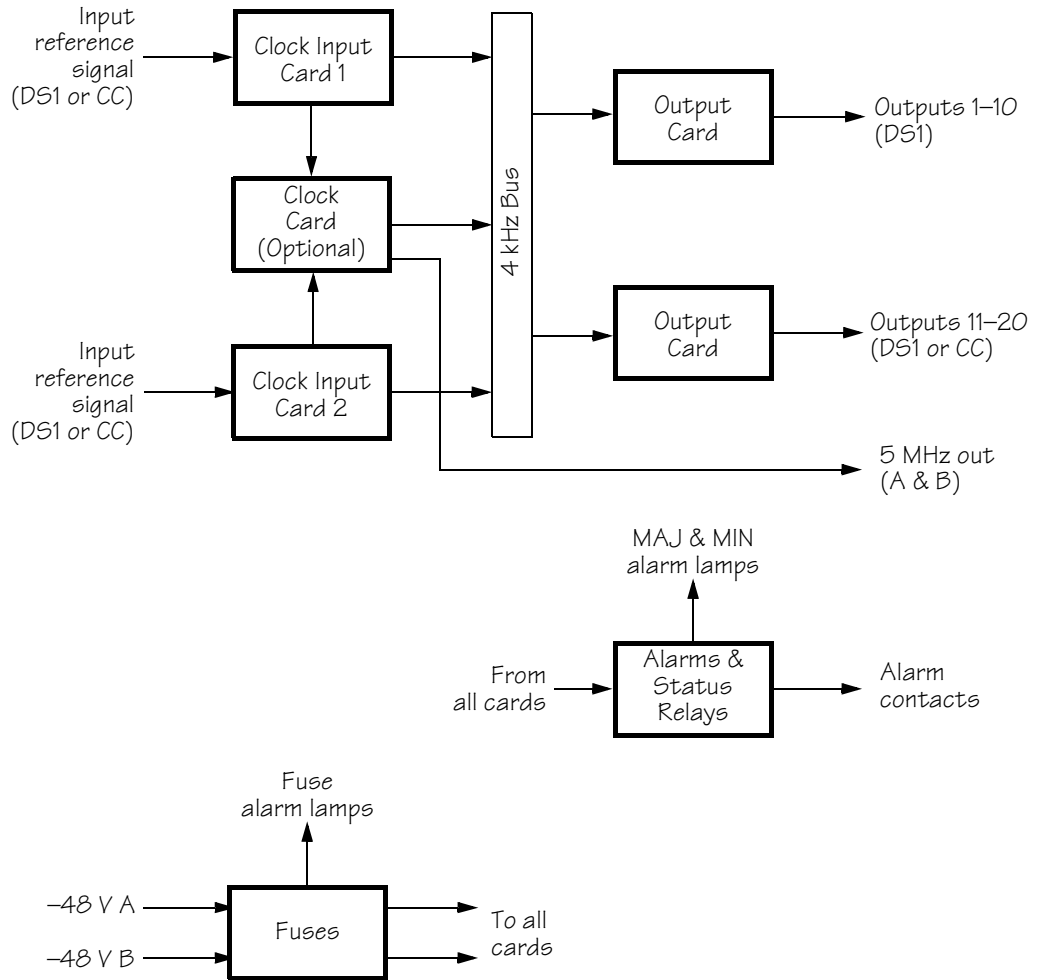 Input
reference
signal
(DS1 or CC)
Clock Input
Card 1
Clock
Card
(Optional)
Input
reference
signal
(DS1 or CC)
Clock Input
Card 2
4 kHz Bus
Output
Card
Outputs 1–10
(DS1)
Output
Card
Outputs 11–20
(DS1 or CC)
5 MHz out
(A & B)
MAJ & MIN
alarm lamps
From
all cards
Alarms &
Status
Relays
Alarm
contacts
Fuse
alarm lamps
–48 V A
–48 V B
Fuses
To all
cards